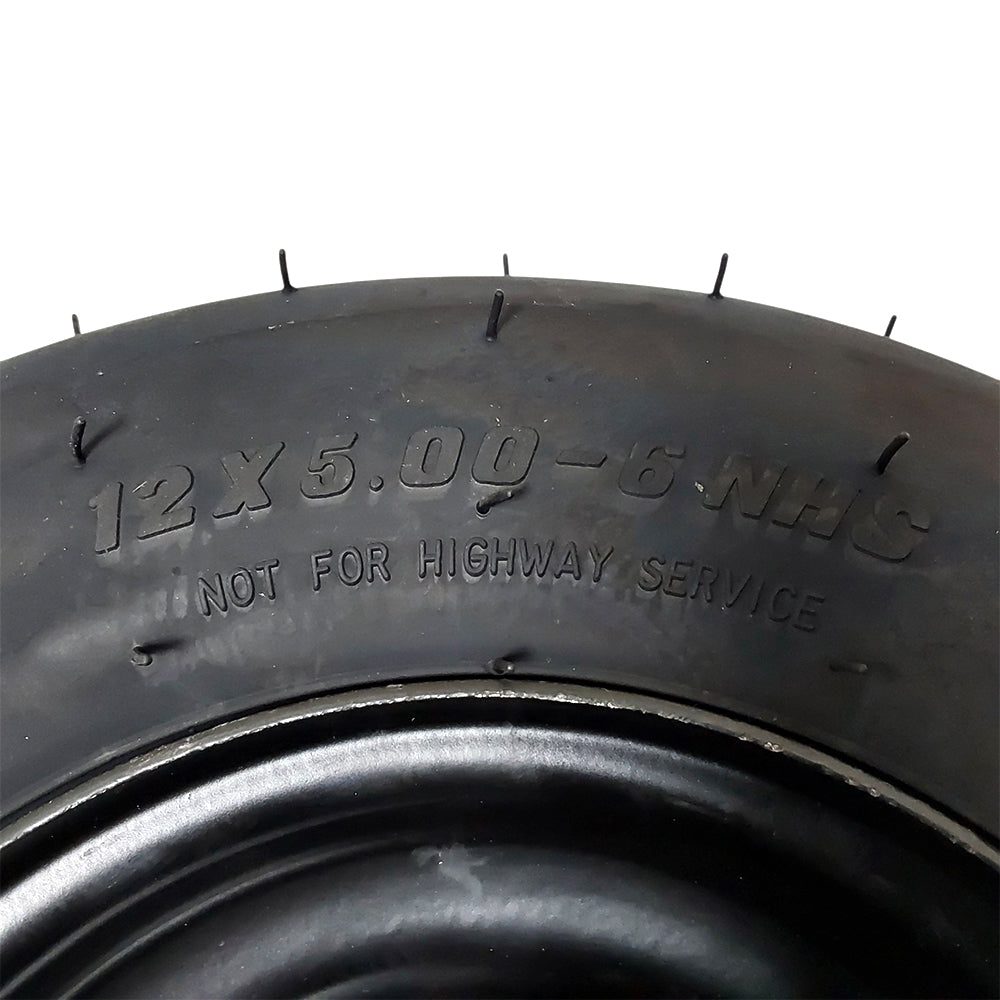 12X5.00-6 NHS
NOT FOR HIGHWAY SERVICE